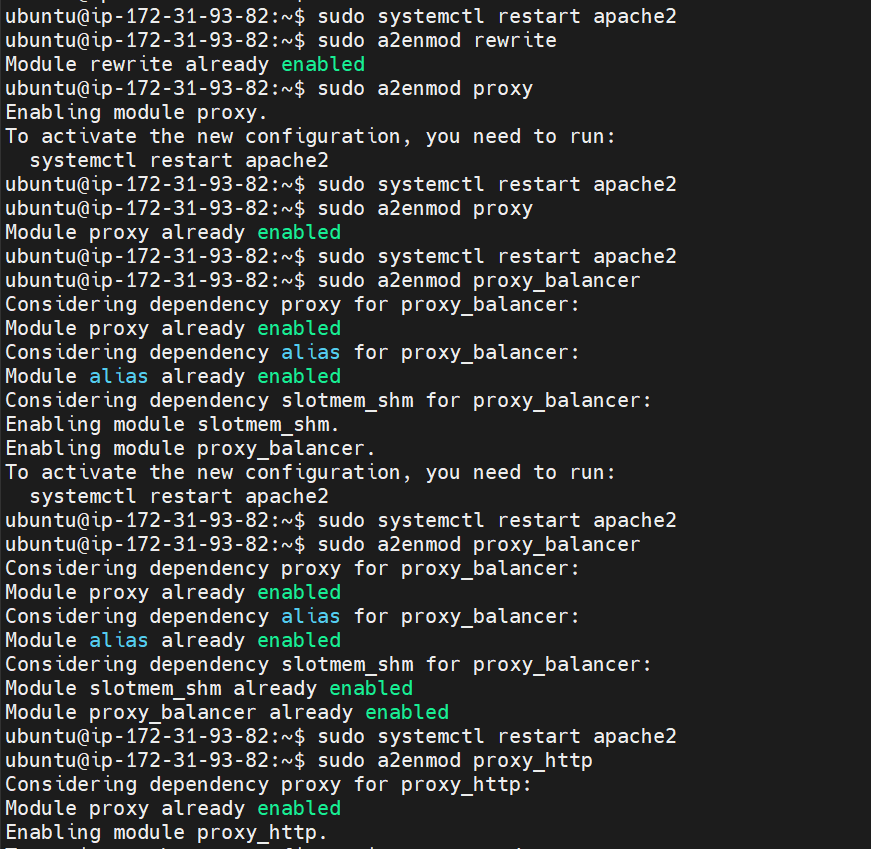 ubuntu@ip-172-31-93-82:~$ sudo systemctl restart apache2
ubuntu@ip-172-31-93-82:~$ sudo a2enmod rewrite
Module rewrite already enabled
ubuntu@ip-172-31-93-82:~$ sudo a2enmod proxy
Enabling module proxy.
To activate the new configuration, you need to run:
  systemctl restart apache2
ubuntu@ip-172-31-93-82:~$ sudo systemctl restart apache2
ubuntu@ip-172-31-93-82:~$ sudo a2enmod proxy
Module proxy already enabled
ubuntu@ip-172-31-93-82:~$ sudo systemctl restart apache2
ubuntu@ip-172-31-93-82:~$ sudo a2enmod proxy_balancer
Considering dependency proxy for proxy_balancer:
Module proxy already enabled
Considering dependency alias for proxy_balancer:
Module alias already enabled
Considering dependency slotmem_shm for proxy_balancer:
Enabling module slotmem_shm.
Enabling module proxy_balancer.
To activate the new configuration, you need to run:
  systemctl restart apache2
ubuntu@ip-172-31-93-82:~$ sudo systemctl restart apache2
ubuntu@ip-172-31-93-82:~$ sudo a2enmod proxy_balancer
Considering dependency proxy for proxy_balancer:
Module proxy already enabled
Considering dependency alias for proxy_balancer:
Module alias already enabled
Considering dependency slotmem_shm for proxy_balancer:
Module slotmem_shm already enabled
Module proxy_balancer already enabled
ubuntu@ip-172-31-93-82:~$ sudo systemctl restart apache2
ubuntu@ip-172-31-93-82:~$ sudo a2enmod proxy_http
Considering dependency proxy for proxy_http:
Module proxy already enabled
Enabling module proxy_http.